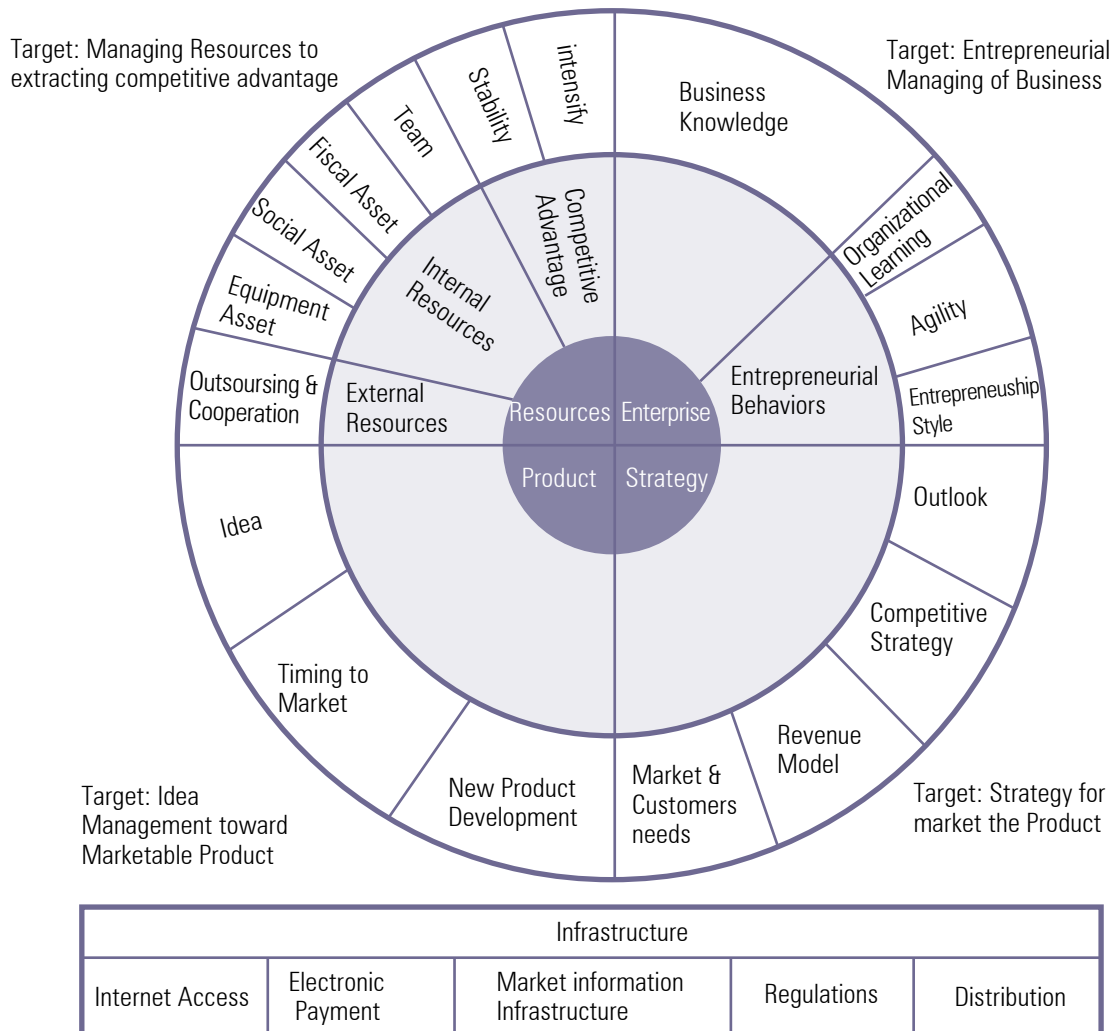 Target: Managing Resources to
extracting competitive advantage
Target: Entrepreneurial
Managing of Business
intensify
Stability
Team
Fiscal Asset
Social Asset
Equipment
Asset
Outsoursing &
Cooperation
Business
Knowledge
Organizational
Learning
Agility
Entrepreneuship
Style
Competitive
Advantage
Internal
Resources
External
Resources
Entrepreneurial
Behaviors
Resources
Enterprise
Product
Strategy
Idea
Timing to
Market
New Product
Development
Market &
Customers
needs
Revenue
Model
Competitive
Strategy
Outlook
Target: Idea
Management toward
Marketable Product
Target: Strategy for
market the Product
Infrastructure
Internet Access
Electronic
Payment
Market information
Infrastructure
Regulations
Distribution